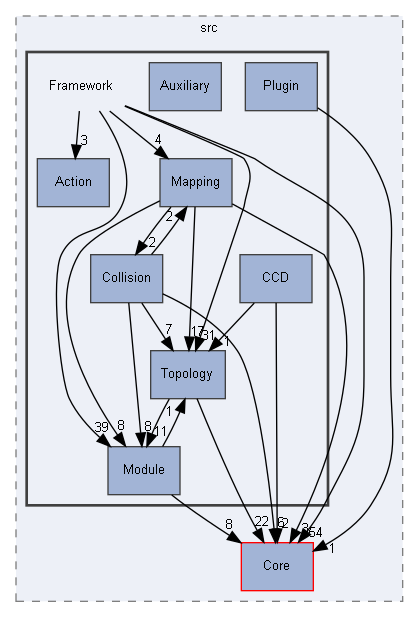 src
Framework
Auxiliary
Plugin
3
4
Action
Mapping
2
2
Collision
CCD
7
17
31
1
Topology
1
39
8
8
11
Module
8
22
6
2
54
1
Core